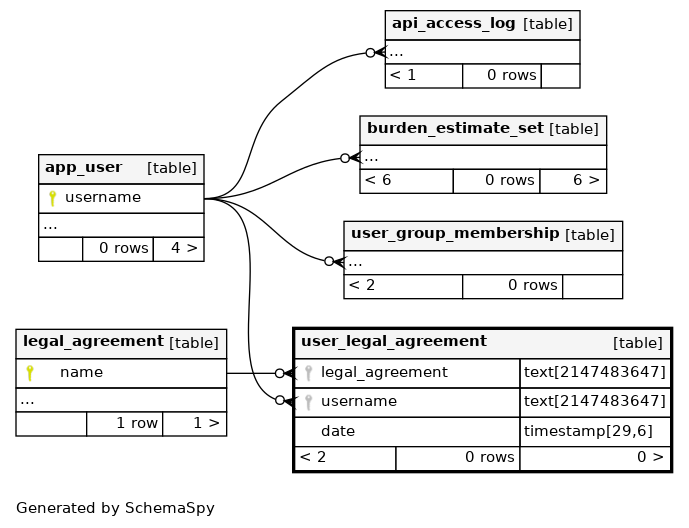 api_access_log [table]
...
< 1 0 rows
burden_estimate_set [table]
...
< 6 0 rows 6 >
app_user [table]
username
...
0 rows 4 >
user_group_membership [table]
...
< 2 0 rows
legal_agreement [table]
name
...
1 row 1 >
user_legal_agreement [table]
legal_agreement text[2147483647]
username text[2147483647]
date timestamp[29,6]
< 2 0 rows 0 >
Generated by SchemaSpy